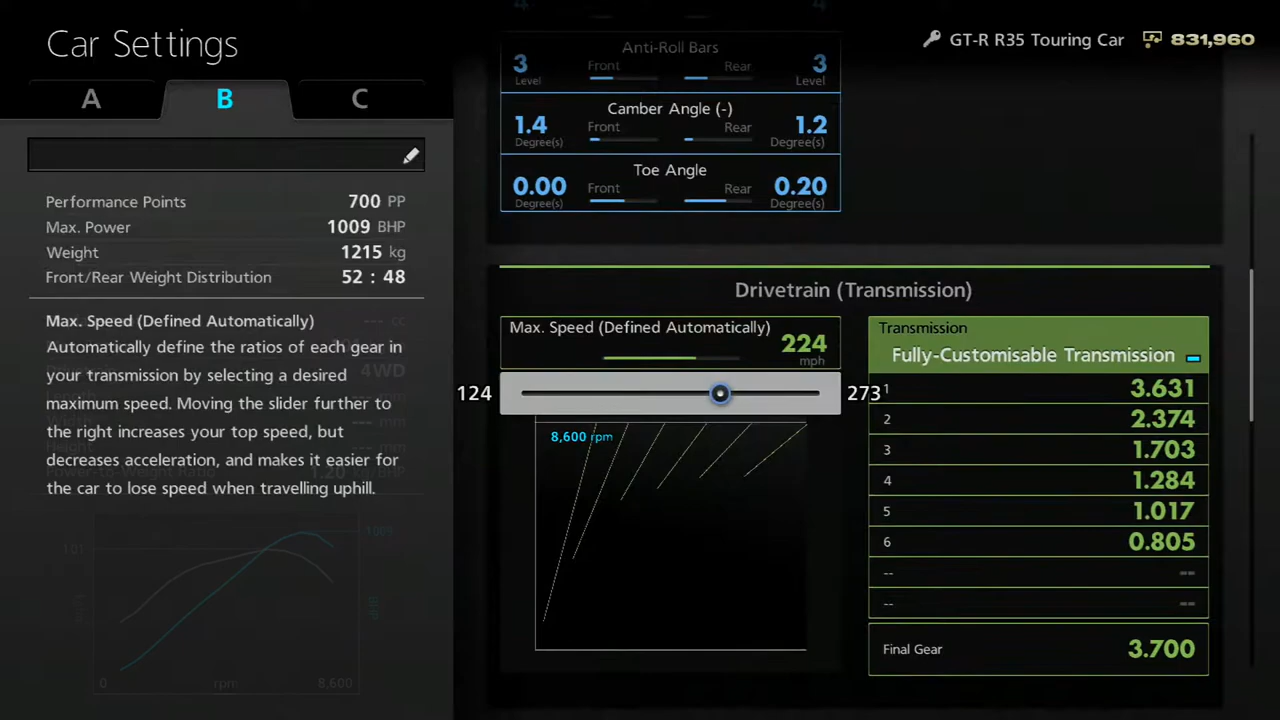 Car Settings
GT-R R35 Touring Car
831,960
A
B
C
Performance Points
700 PP
Max. Power
1009 BHP
Weight
1215 kg
Front/Rear Weight Distribution
52 : 48
Max. Speed (Defined Automatically)
Automatically define the ratios of each gear in
your transmission by selecting a desired
maximum speed. Moving the slider further to
the right increases your top speed, but
decreases acceleration, and makes it easier for
the car to lose speed when travelling uphill.
1009
0
rpm
8,600
Anti-Roll Bars
3
Level
Front
Rear
3
Level
Camber Angle (-)
1.4
Degree(s)
Front
Rear
1.2
Degree(s)
Toe Angle
0.00
Degree(s)
Front
Rear
0.20
Degree(s)
Drivetrain (Transmission)
Max. Speed (Defined Automatically)
224
mph
124
273
8,600 rpm
Transmission
Fully-Customisable Transmission
1 3.631
2 2.374
3 1.703
4 1.284
5 1.017
6 0.805
-- --
-- --
Final Gear 3.700